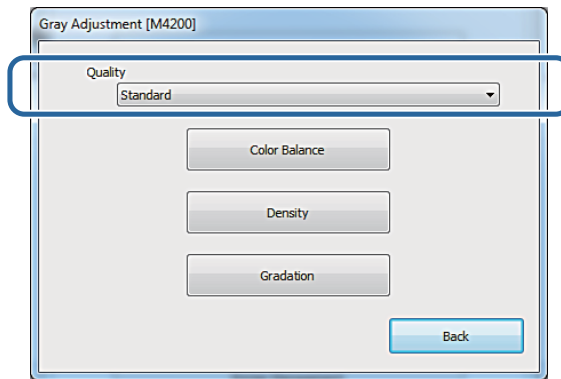 Gray Adjustment [M4200]
Quality
Standard
Color Balance
Density
Gradation
Back